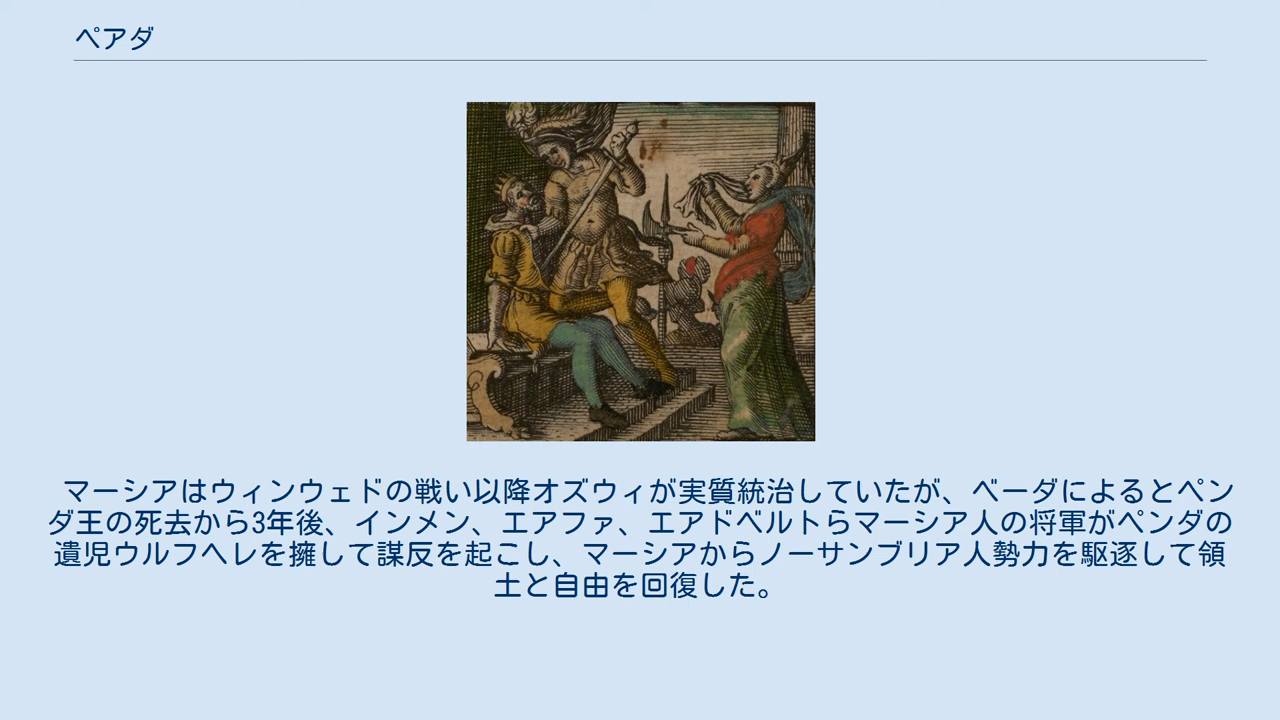 ペアダ
マーシアはウィンウェドの戦い以降オズウィが実質統治していたが、ベーダによるとペン
ダ王の死去から3年後、インメン、エアファ、エアドベルトらマーシア人の将軍がペンダの
遺児ウルフヘレを擁して謀反を起こし、マーシアからノーサンブリア人勢力を駆逐して領
土と自由を回復した。